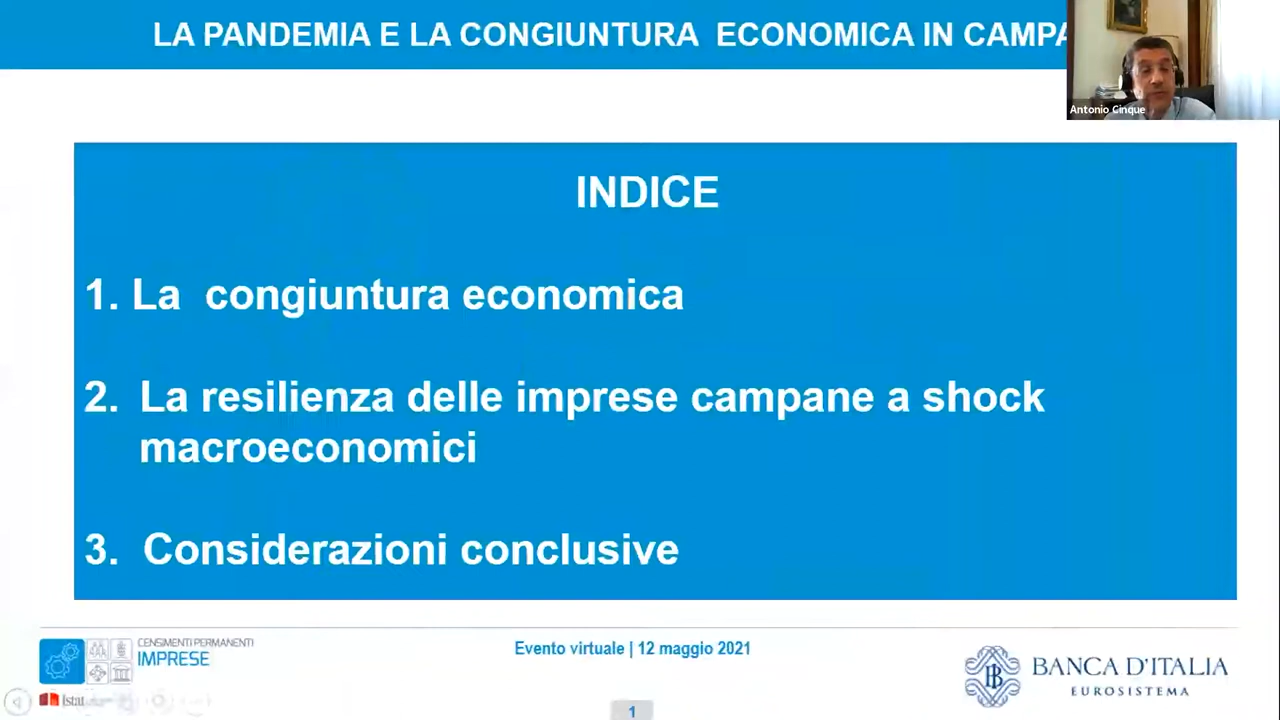 LA PANDEMIA E LA CONGIUNTURA ECONOMICA IN CAMPA
Antonio Cinque
INDICE
1. La congiuntura economica
2. La resilienza delle imprese campane a shock
macroeconomici
3. Considerazioni conclusive
CENSIMENTI PERMANENTI
IMPRESE
Istat
Evento virtuale | 12 maggio 2021
BANCA D'ITALIA
EUROSISTEMA
1